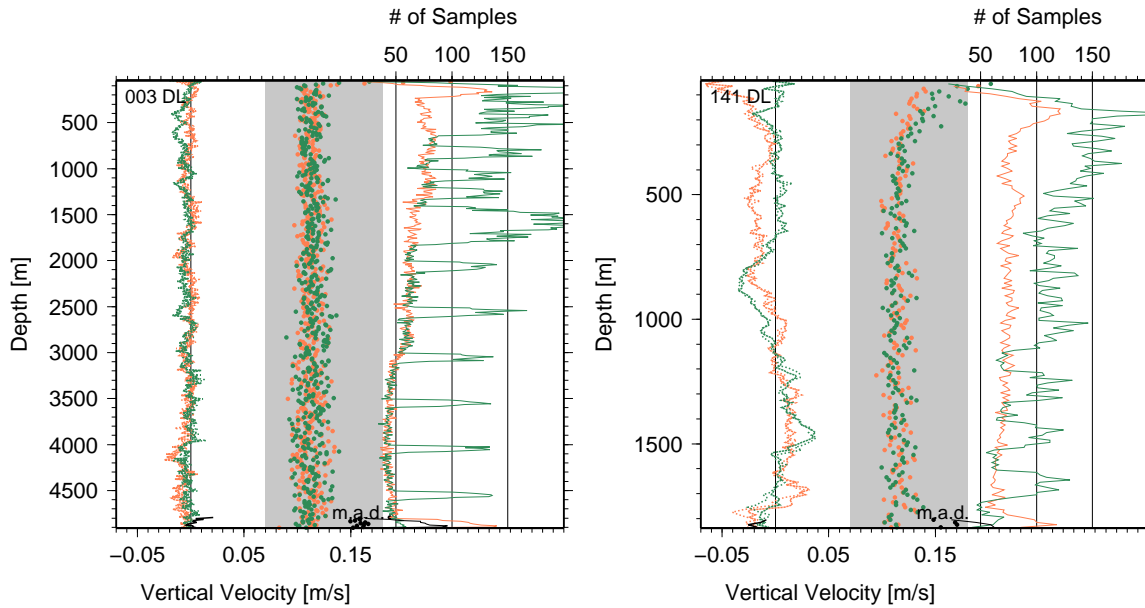 # of Samples
50 100 150
003 DL
500
1000
1500
2000
2500
3000
3500
4000
4500
Depth [m]
m.a.d.
−0.05 0.05 0.15
Vertical Velocity [m/s]
# of Samples
50 100 150
141 DL
500
1000
1500
Depth [m]
m.a.d.
−0.05 0.05 0.15
Vertical Velocity [m/s]